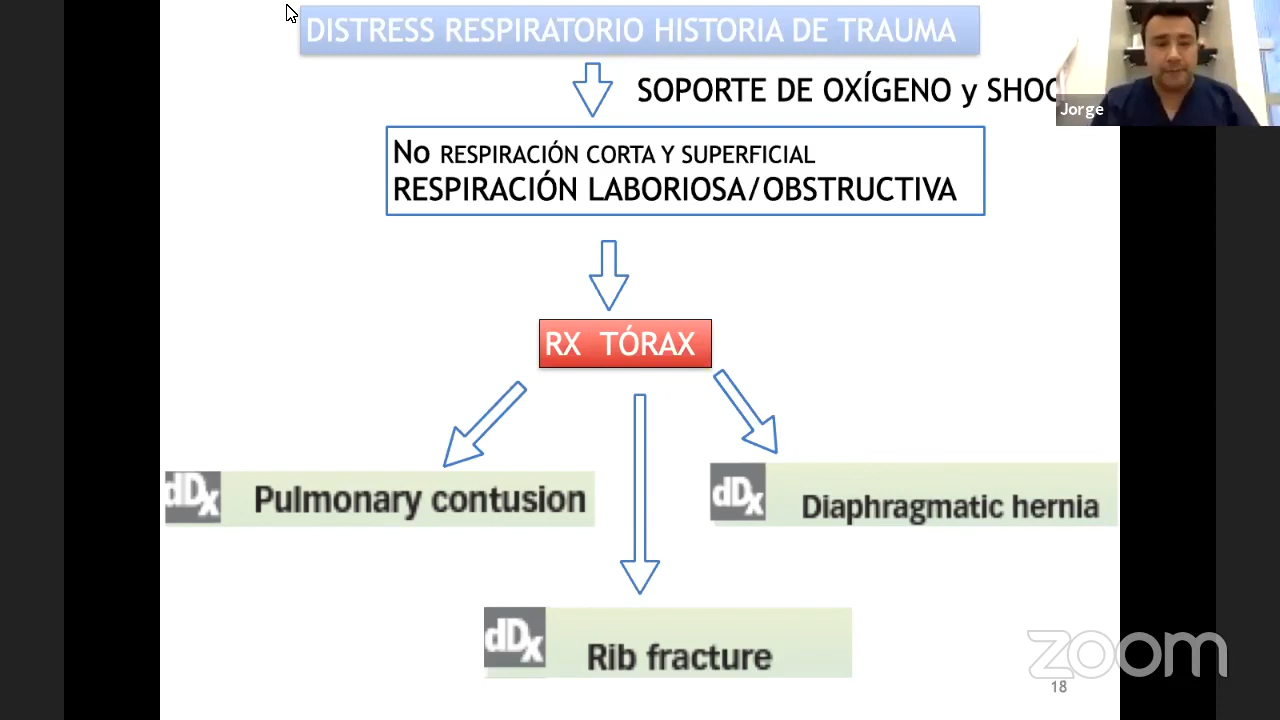 DISTRESS RESPIRATORIO HISTORIA DE TRAUMA
SOPORTE DE OXÍGENO y
Jorge
No RESPIRACIÓN CORTA Y SUPERFICIAL
RESPIRACIÓN LABORIOSA/OBSTRUCTIVA
RX TÓRAX
dDx Pulmonary contusion
dDx Diaphragmatic hernia
dDx Rib fracture
zoom
18